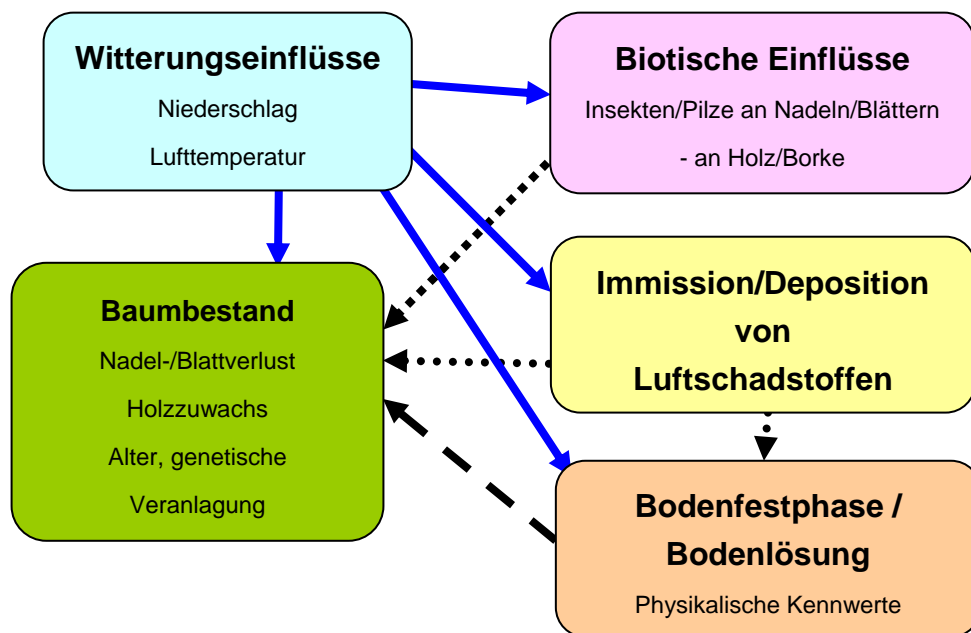 Witterungseinflüsse
Niederschlag
Lufttemperatur
Biotische Einflüsse
Insekten/Pilze an Nadeln/Blättern
- an Holz/Borke
Baumbestand
Nadel-/Blattverlust
Holzzuwachs
Alter, genetische
Veranlagung
Immission/Deposition
von
Luftschadstoffen
Bodenfestphase /
Bodenlösung
Physikalische Kennwerte